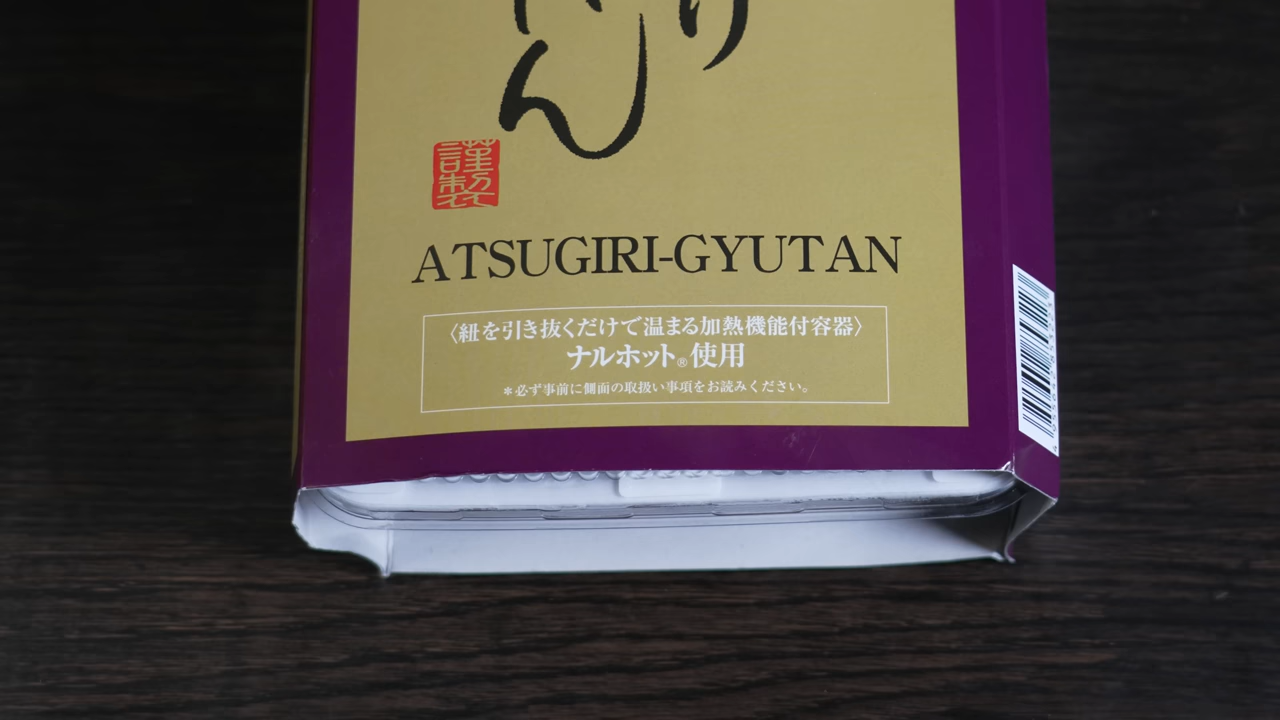 り
ん
謹製
ATSUGIRI-GYUTAN
〈紐を引き抜くだけで温まる加熱機能付容器〉
ナルホット®使用
＊必ず事前に側面の取扱い事項をお読みください。